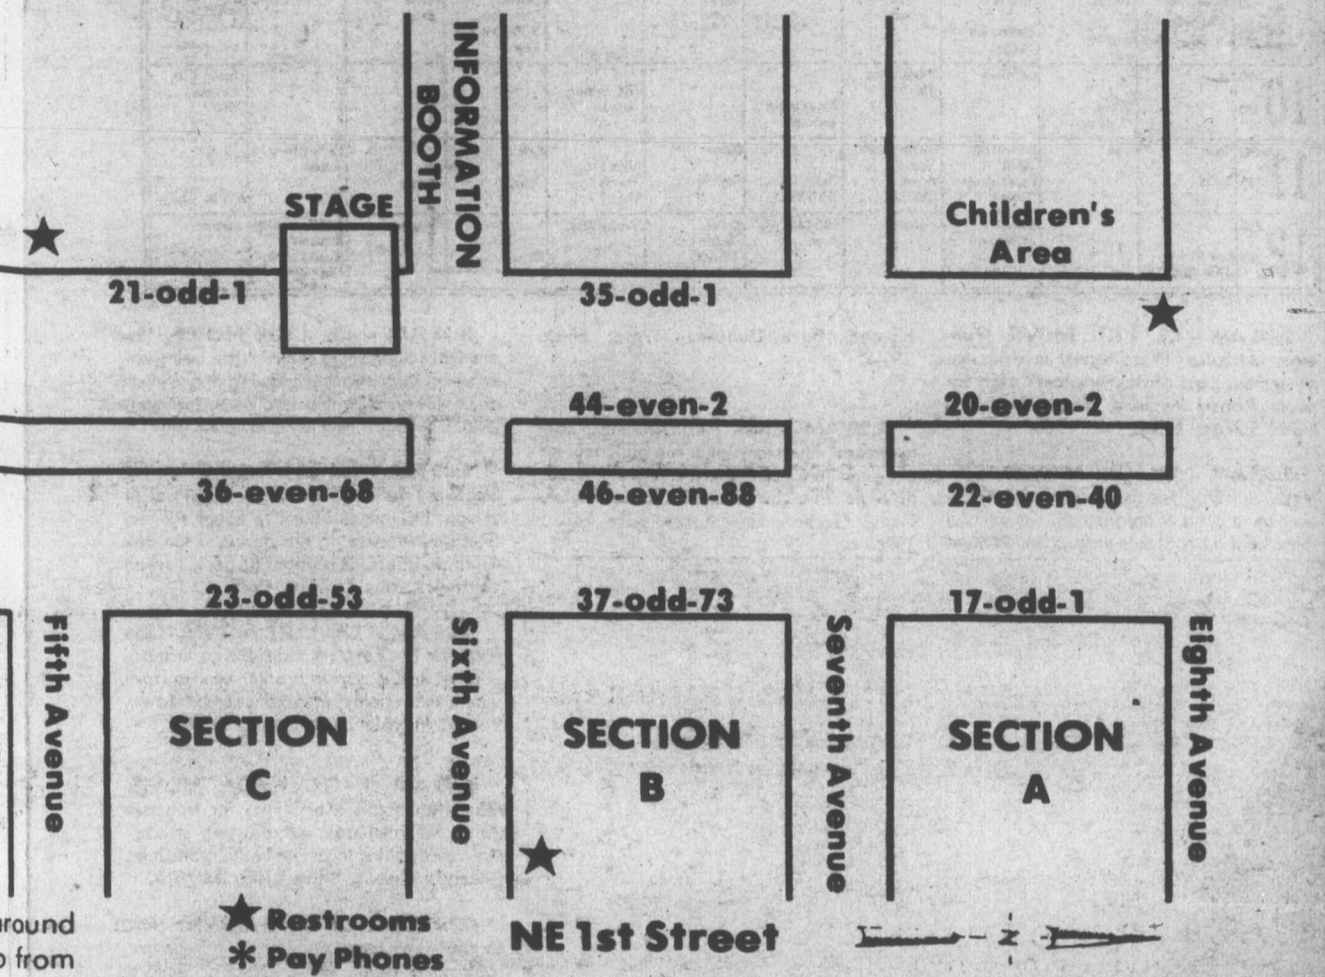 INFORMATION
BOOTH
STAGE
Children's
Area
21-odd-1
35-odd-1
44-even-2
20-even-2
36-even-68
46-even-88
22-even-40
23-odd-53
37-odd-73
17-odd-1
Fifth Avenue
Sixth Avenue
Seventh Avenue
Eighth Avenue
SECTION
C
SECTION
B
SECTION
A
★ Restrooms
* Pay Phones
NE 1st Street
N
from